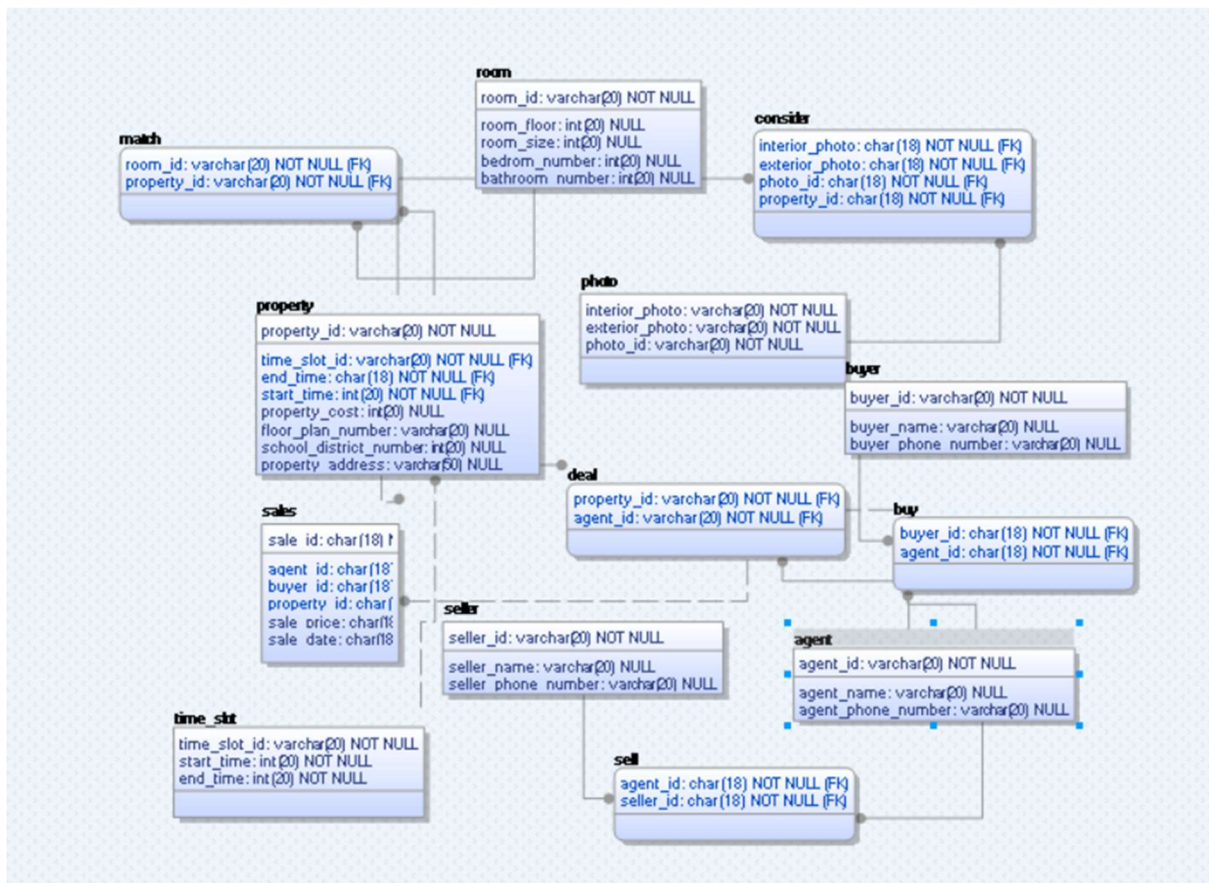 room
room_id: varchar(20) NOT NULL
room_floor: int(20) NULL
room_size: int(20) NULL
bedrom_number: int(20) NULL
bathroom_number: int(20) NULL
match
room_id: varchar(20) NOT NULL (FK)
property_id: varchar(20) NOT NULL (FK)
consider
interior_photo: char(18) NOT NULL (FK)
exterior_photo: char(18) NOT NULL (FK)
photo_id: char(18) NOT NULL (FK)
property_id: char(18) NOT NULL (FK)
photo
interior_photo: varchar(20) NOT NULL
exterior_photo: varchar(20) NOT NULL
photo_id: varchar(20) NOT NULL
property
property_id: varchar(20) NOT NULL
time_slot_id: varchar(20) NOT NULL (FK)
end_time: char(18) NOT NULL (FK)
start_time: int(20) NOT NULL (FK)
property_cost: int(20) NULL
floor_plan_number: varchar(20) NULL
school_district_number: int(20) NULL
property_address: varchar(50) NULL
buyer
buyer_id: varchar(20) NOT NULL
buyer_name: varchar(20) NULL
buyer_phone_number: varchar(20) NULL
deal
property_id: varchar(20) NOT NULL (FK)
agent_id: varchar(20) NOT NULL (FK)
buy
buyer_id: char(18) NOT NULL (FK)
agent_id: char(18) NOT NULL (FK)
sales
sale_id: char(18) N
agent_id: char(18)
buyer_id: char(18)
property_id: char(
sale_price: char(18
sale_date: char(18
seller
seller_id: varchar(20) NOT NULL
seller_name: varchar(20) NULL
seller_phone_number: varchar(20) NULL
agent
agent_id: varchar(20) NOT NULL
agent_name: varchar(20) NULL
agent_phone_number: varchar(20) NULL
time_slot
time_slot_id: varchar(20) NOT NULL
start_time: int(20) NOT NULL
end_time: int(20) NOT NULL
sell
agent_id: char(18) NOT NULL (FK)
seller_id: char(18) NOT NULL (FK)